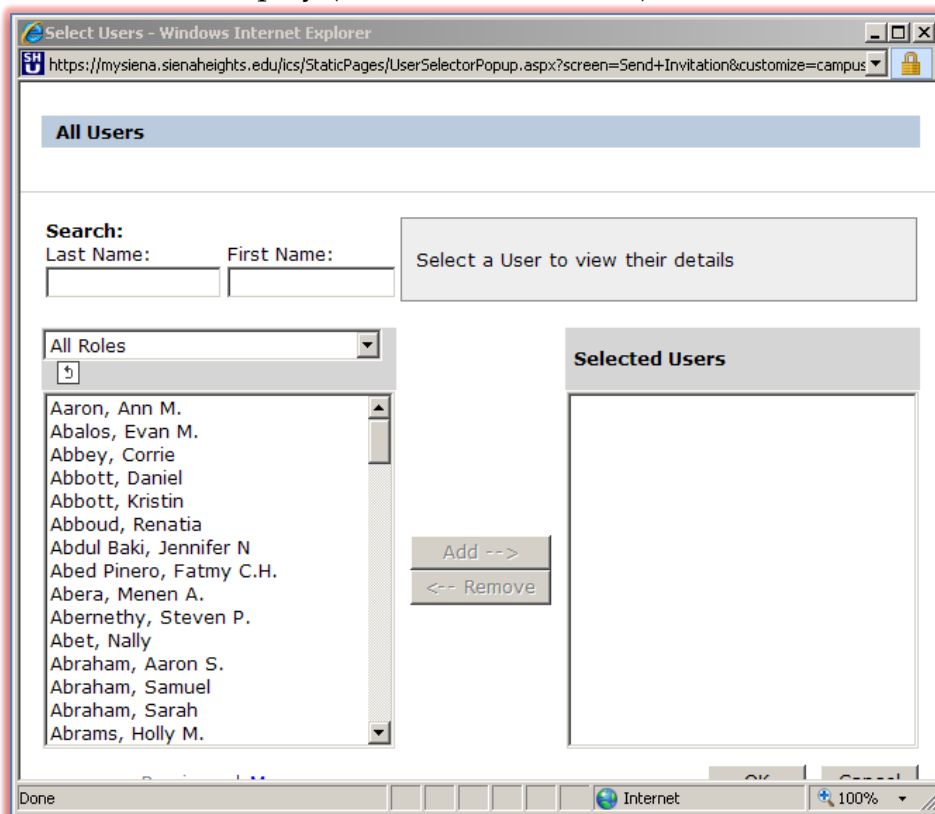 Select Users - Windows Internet Explorer
SH U https://mysiena.sienaheights.edu/ics/StaticPages/UserSelectorPopup.aspx?screen=Send+Invitation&customize=campus
All Users
Search:
Last Name: First Name:
Select a User to view their details
All Roles
Selected Users
Aaron, Ann M.
Abalos, Evan M.
Abbey, Corrie
Abbott, Daniel
Abbott, Kristin
Abboud, Renatia
Abdul Baki, Jennifer N
Abed Pinero, Fatmy C.H.
Abera, Menen A.
Abernethy, Steven P.
Abet, Nally
Abraham, Aaron S.
Abraham, Samuel
Abraham, Sarah
Abrams, Holly M.
Add -->
<-- Remove
OK Cancel
Done Internet 100%